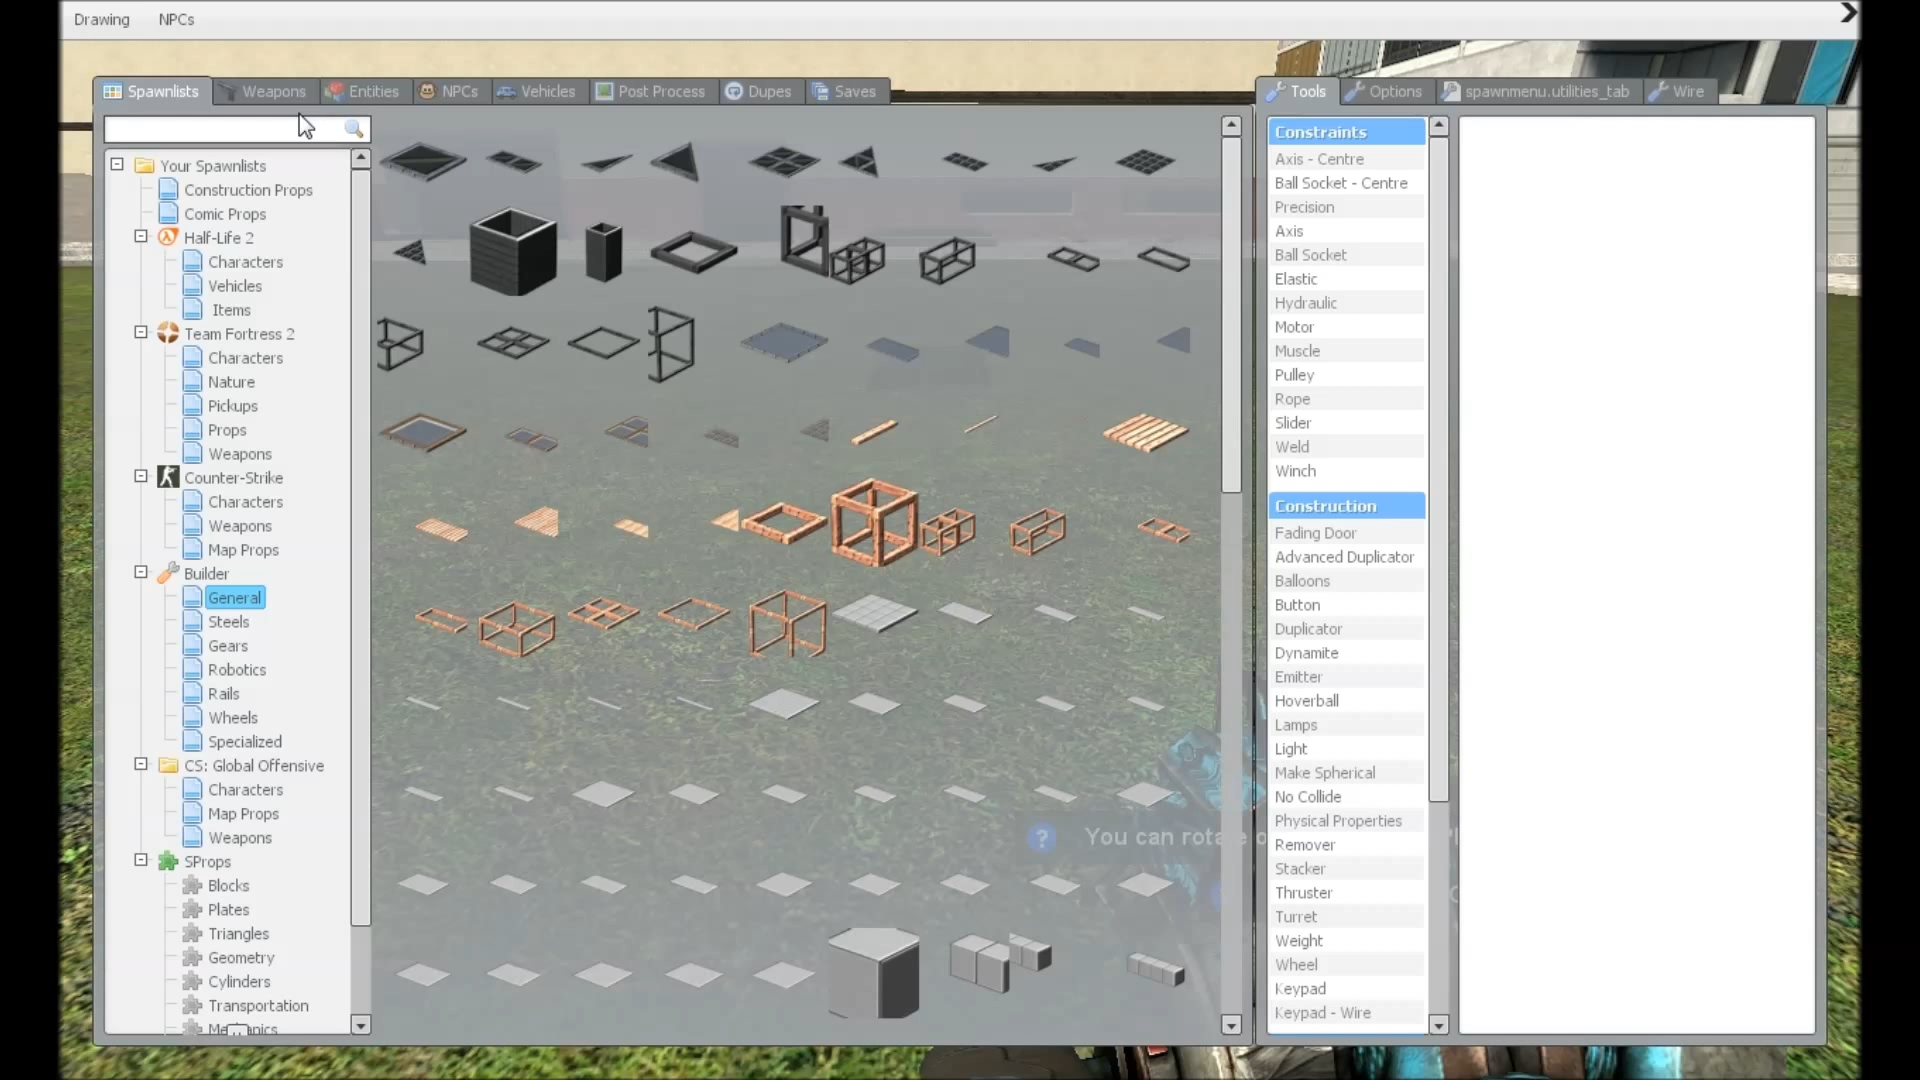 Drawing
NPCs
Spawnlists
Weapons
Entities
NPCs
Vehicles
Post Process
Dupes
Saves
Your Spawnlists
Construction Props
Comic Props
Half-Life 2
Characters
Vehicles
Items
Team Fortress 2
Characters
Nature
Pickups
Props
Weapons
Counter-Strike
Characters
Weapons
Map Props
Builder
General
Steels
Gears
Robotics
Rails
Wheels
Specialized
CS: Global Offensive
Characters
Map Props
Weapons
SProps
Blocks
Plates
Triangles
Geometry
Cylinders
Transportation
You can rotate o
Tools
Options
spawnmenu.utilities_tab
Wire
Constraints
Axis - Centre
Ball Socket - Centre
Precision
Axis
Ball Socket
Elastic
Hydraulic
Motor
Muscle
Pulley
Rope
Slider
Weld
Winch
Construction
Fading Door
Advanced Duplicator
Balloons
Button
Duplicator
Dynamite
Emitter
Hoverball
Lamps
Light
Make Spherical
No Collide
Physical Properties
Remover
Stacker
Thruster
Turret
Weight
Wheel
Keypad
Keypad - Wire